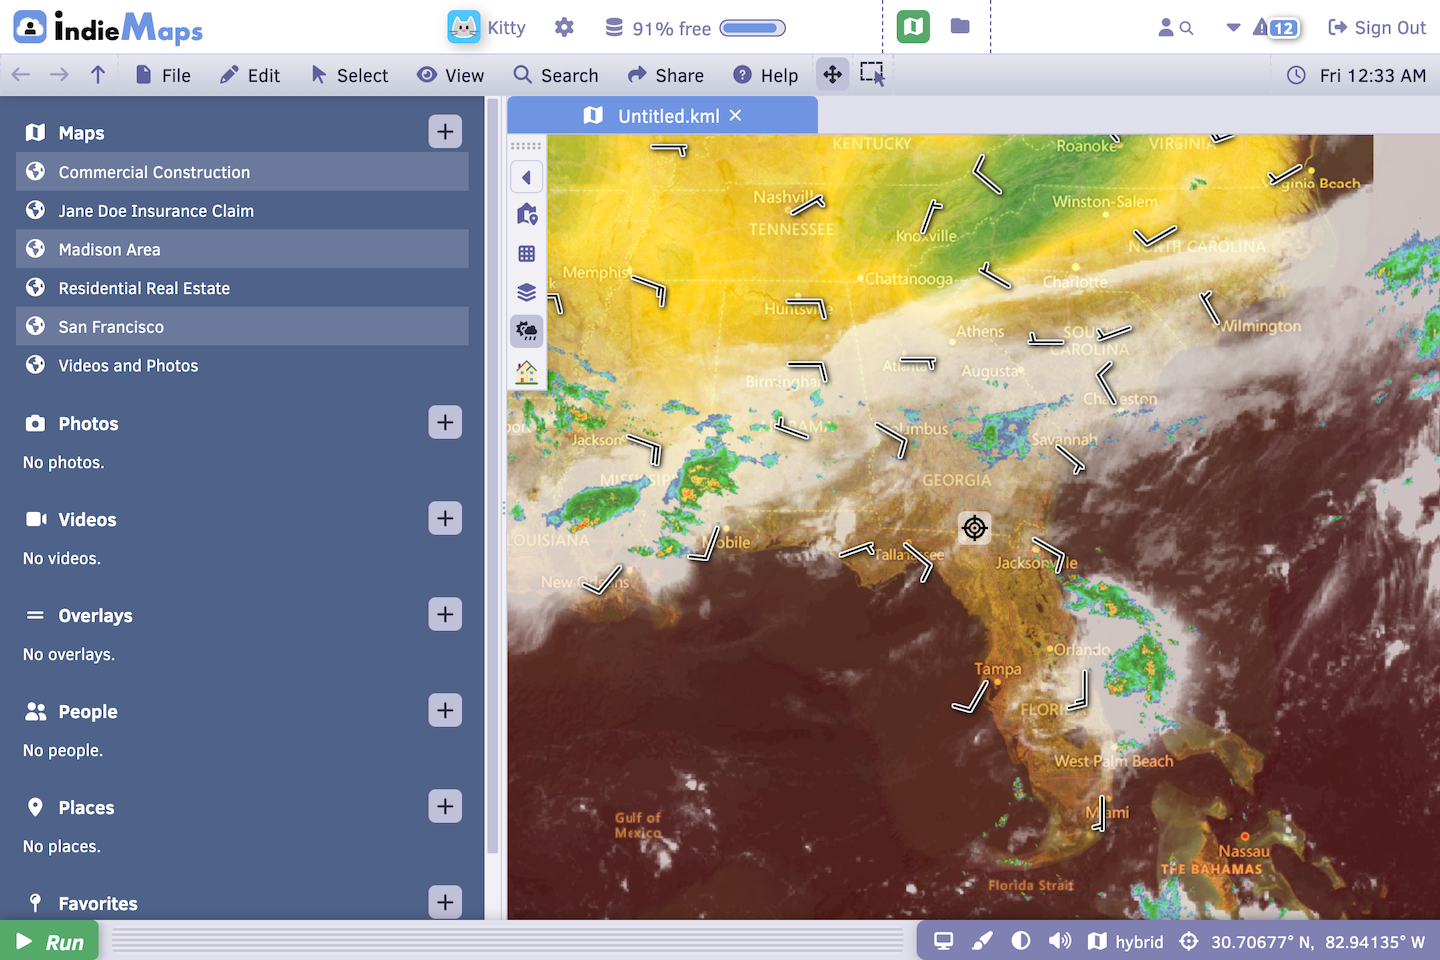 indieMaps
Kitty
91% free
12
Sign Out
File
Edit
Select
View
Search
Share
Help
Fri 12:33 AM
Maps
Commercial Construction
Jane Doe Insurance Claim
Madison Area
Residential Real Estate
San Francisco
Videos and Photos
Photos
No photos.
Videos
No videos.
Overlays
No overlays.
People
No people.
Places
No places.
Favorites
Untitled.kml
KENTUCKY
Roanoke
VIRGINIA
Virginia Beach
Nashville
TENNESSEE
Winston-Salem
Knoxville
NORTH CAROLINA
Memphis
Chattanooga
Charlotte
Huntsville
Athens
SOUTH
CAROLINA
Wilmington
Atlanta
Augusta
Birmingham
Charleston
Jackson
Columbus
Savannah
MISSISSIPPI
GEORGIA
LOUISIANA
Mobile
Tallahassee
Jacksonville
New Orleans
Orlando
Tampa
FLORIDA
West Palm Beach
Miami
Gulf of
Mexico
Nassau
THE BAHAMAS
Florida Strait
Run
hybrid
30.70677° N, 82.94135° W